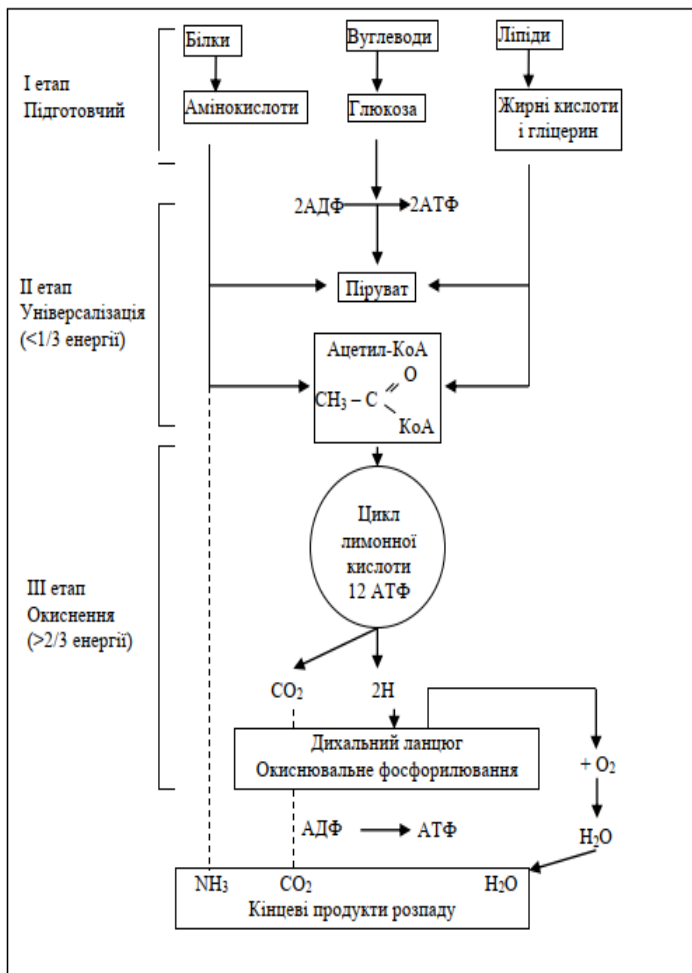 Білки
Вуглеводи
Ліпіди
I етап
Підготовчий
Амінокислоти
Глюкоза
Жирні кислоти
і гліцерин
2АДФ
2АТФ
II етап
Універсалізація
(<1/3 енергії)
Піруват
Ацетил-КоА
O
CH₃ – C
КоА
III етап
Окиснення
(>2/3 енергії)
Цикл
лимонної
кислоти
12 АТФ
CO₂
2H
Дихальний ланцюг
Окиснювальне фосфорилювання
+ O₂
АДФ
АТФ
H₂O
NH₃
CO₂
H₂O
Кінцеві продукти розпаду